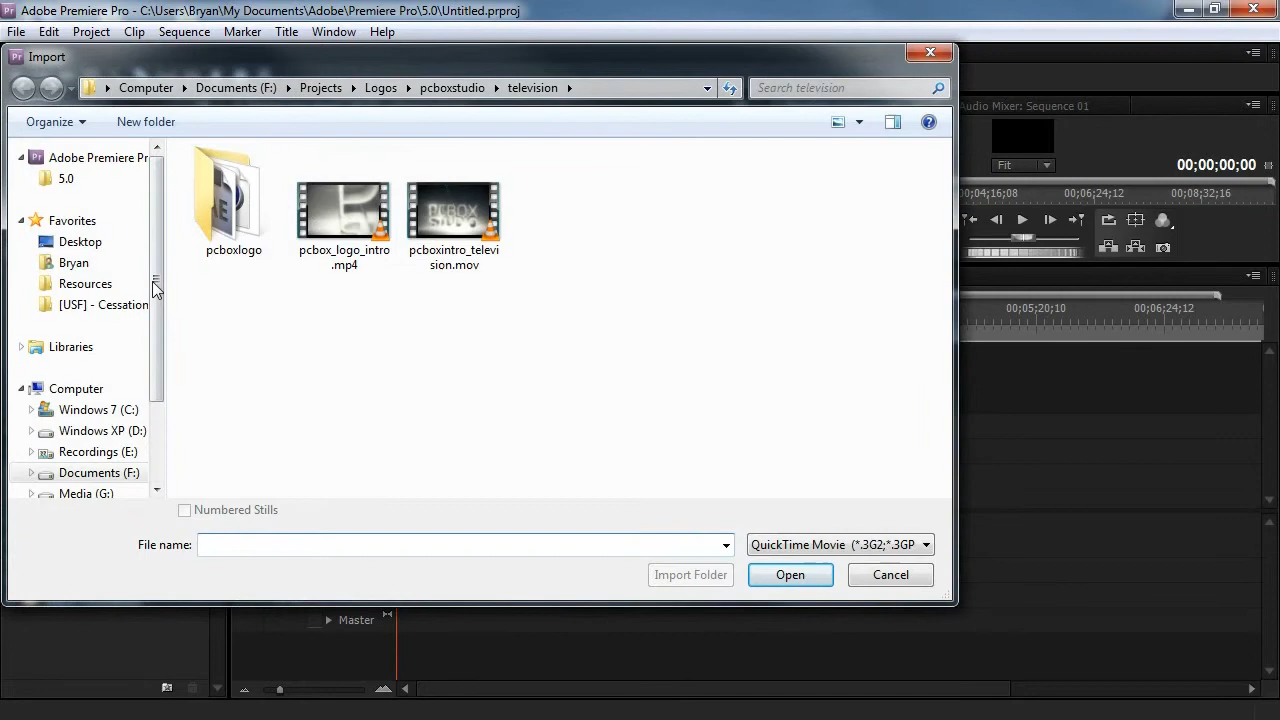 Adobe Premiere Pro - C:\Users\Bryan\My Documents\Adobe\Premiere Pro\5.0\Untitled.prproj
File Edit Project Clip Sequence Marker Title Window Help
Import
Computer Documents (F:) Projects Logos pcboxstudio television
Search television
Organize New folder
Adobe Premiere Pr
5.0
Favorites
Desktop
Bryan
Resources
[USF] - Cessation
Libraries
Computer
Windows 7 (C:)
Windows XP (D:)
Recordings (E:)
Documents (F:)
Media (G:)
pcboxlogo
pcbox_logo_intro
.mp4
PCBOX
STUDIO
pcboxintro_televi
sion.mov
Numbered Stills
File name:
QuickTime Movie (*.3G2;*.3GP
Import Folder Open Cancel
Audio Mixer: Sequence 01
Fit
00;00;00;00
00;04;16;08 00;06;24;12 00;08;32;16
00;05;20;10 00;06;24;12
Master